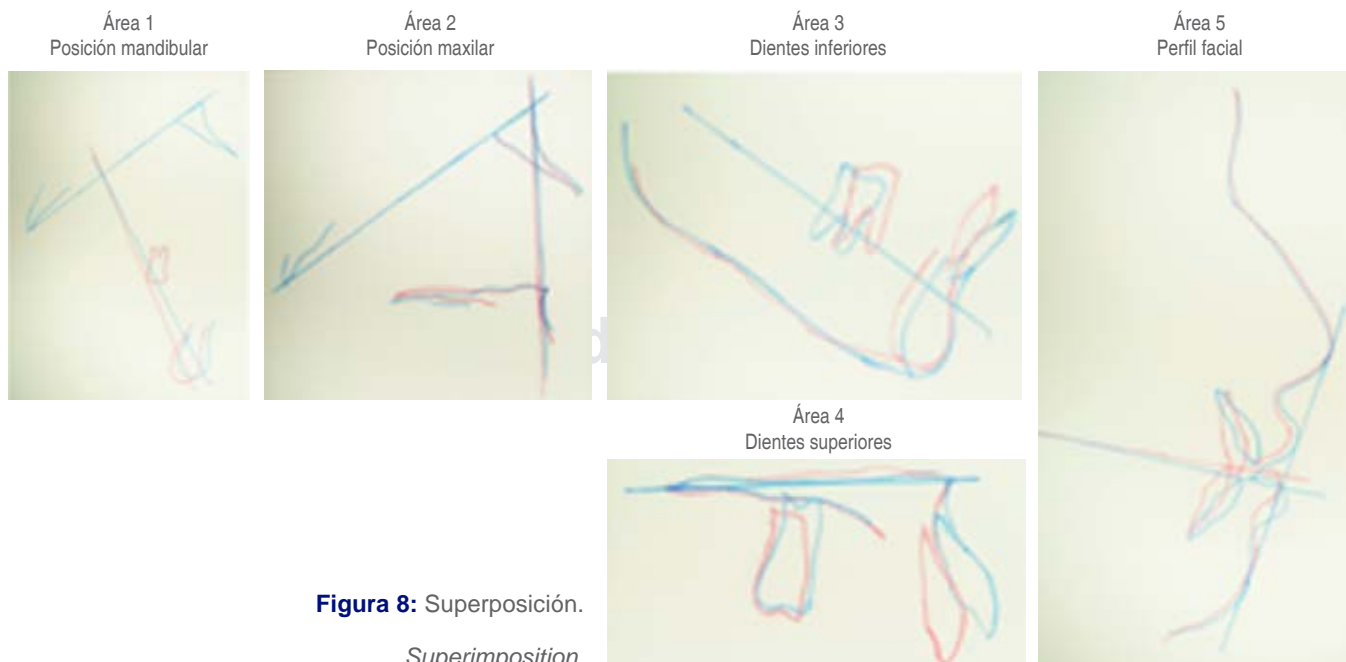 Área 1
Posición mandibular
Área 2
Posición maxilar
Área 3
Dientes inferiores
Área 5
Perfil facial
d
Área 4
Dientes superiores
Figura 8: Superposición.
Superimposition.